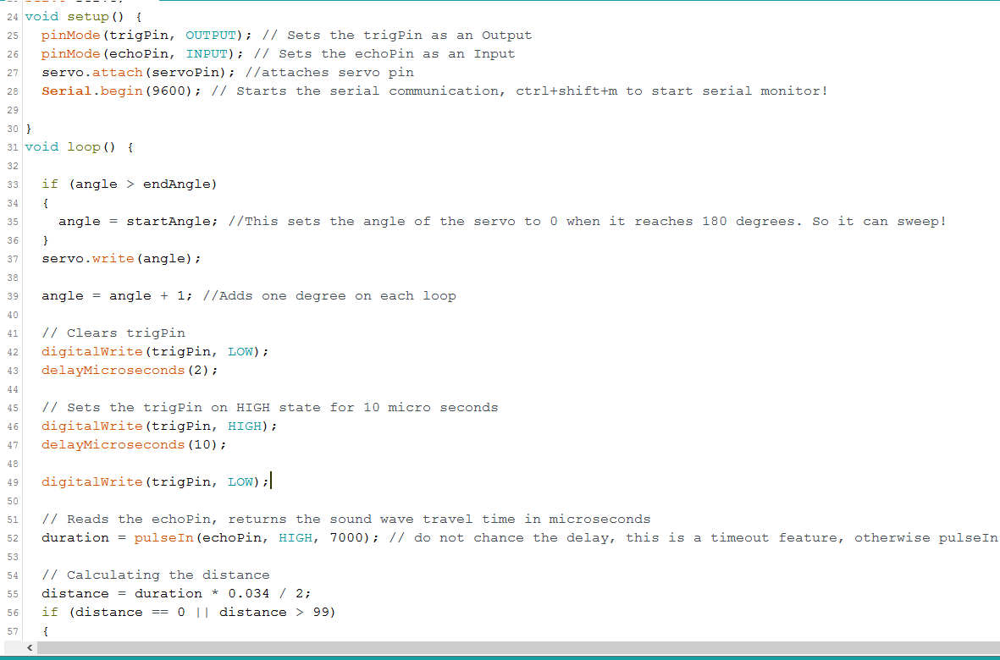 24 void setup() {
25 pinMode(trigPin, OUTPUT); // Sets the trigPin as an Output
26 pinMode(echoPin, INPUT); // Sets the echoPin as an Input
27 servo.attach(servoPin); //attaches servo pin
28 Serial.begin(9600); // Starts the serial communication, ctrl+shift+m to start serial monitor!
29
30 }
31 void loop() {
32
33 if (angle > endAngle)
34 {
35 angle = startAngle; //This sets the angle of the servo to 0 when it reaches 180 degrees. So it can sweep!
36 }
37 servo.write(angle);
38
39 angle = angle + 1; //Adds one degree on each loop
40
41 // Clears trigPin
42 digitalWrite(trigPin, LOW);
43 delayMicroseconds(2);
44
45 // Sets the trigPin on HIGH state for 10 micro seconds
46 digitalWrite(trigPin, HIGH);
47 delayMicroseconds(10);
48
49 digitalWrite(trigPin, LOW);
50
51 // Reads the echoPin, returns the sound wave travel time in microseconds
52 duration = pulseIn(echoPin, HIGH, 7000); // do not chance the delay, this is a timeout feature, otherwise pulseIn
53
54 // Calculating the distance
55 distance = duration * 0.034 / 2;
56 if (distance == 0 || distance > 99)
57 {